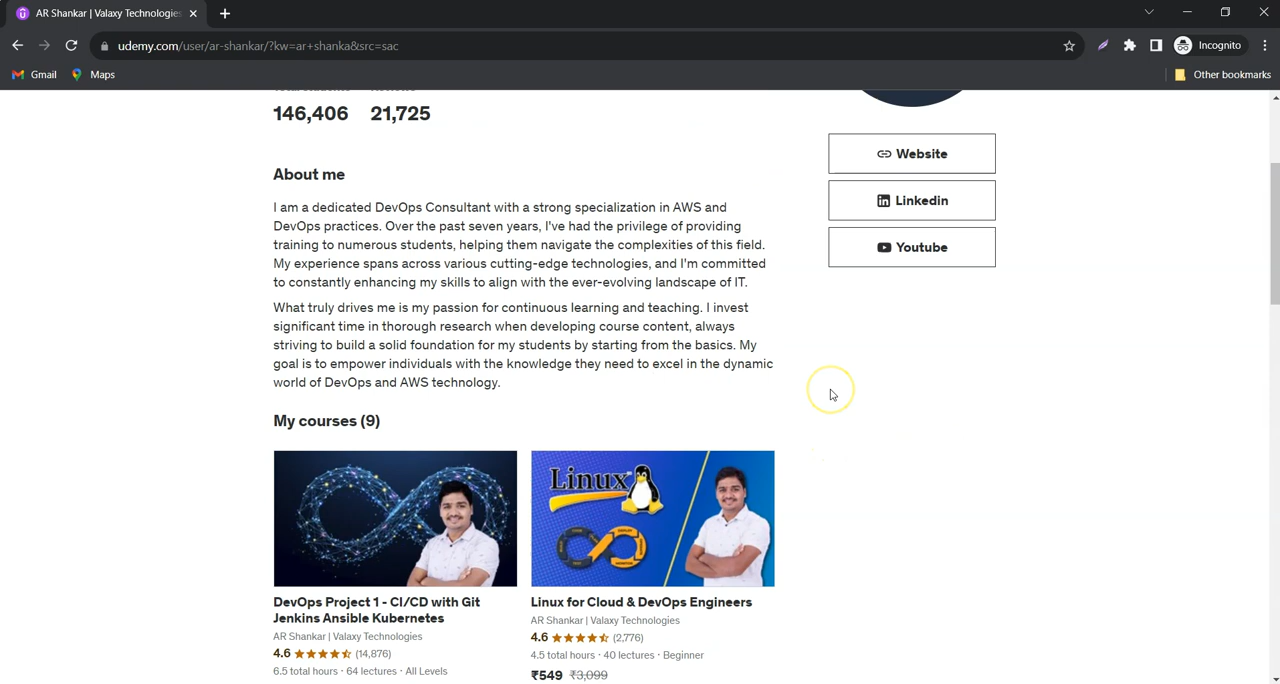 AR Shankar | Valaxy Technologies
udemy.com/user/ar-shankar/?kw=ar+shanka&src=sac
Incognito
Gmail
Maps
Other bookmarks
146,406 21,725
Website
About me
Linkedin
I am a dedicated DevOps Consultant with a strong specialization in AWS and
DevOps practices. Over the past seven years, I've had the privilege of providing
training to numerous students, helping them navigate the complexities of this field.
Youtube
My experience spans across various cutting-edge technologies, and I'm committed
to constantly enhancing my skills to align with the ever-evolving landscape of IT.
What truly drives me is my passion for continuous learning and teaching. I invest
significant time in thorough research when developing course content, always
striving to build a solid foundation for my students by starting from the basics. My
goal is to empower individuals with the knowledge they need to excel in the dynamic
world of DevOps and AWS technology.
My courses (9)
Linux
DevOps Project 1 - CI/CD with Git
Jenkins Ansible Kubernetes
AR Shankar | Valaxy Technologies
4.6 (14,876)
6.5 total hours · 64 lectures · All Levels
Linux for Cloud & DevOps Engineers
AR Shankar | Valaxy Technologies
4.6 (2,776)
4.5 total hours · 40 lectures · Beginner
₹549 ₹3,099